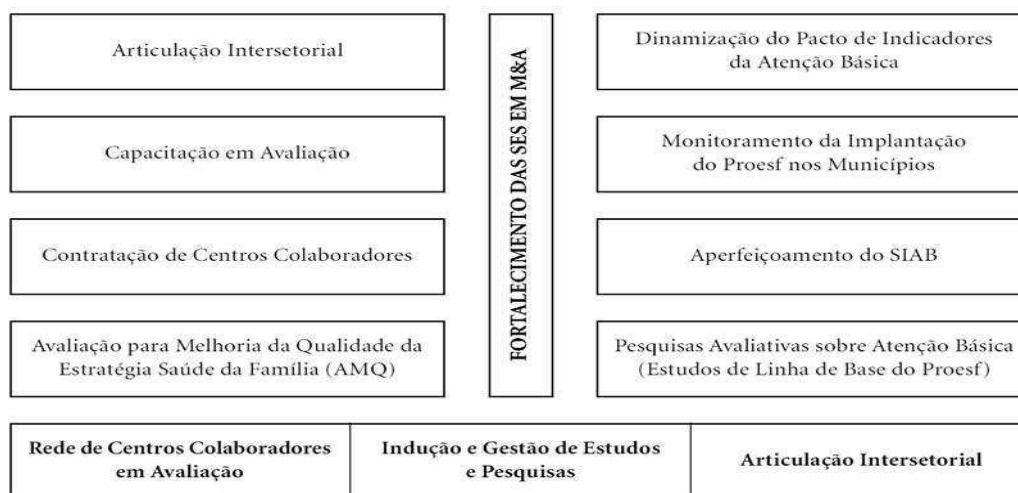 Articulação Intersetorial
Capacitação em Avaliação
Contratação de Centros Colaboradores
Avaliação para Melhoria da Qualidade da
Estratégia Saúde da Família (AMQ)
FORTALECIMENTO DAS SES EM M&A
Dinamização do Pacto de Indicadores
da Atenção Básica
Monitoramento da Implantação
do Proesf nos Municípios
Aperfeiçoamento do SIAB
Pesquisas Avaliativas sobre Atenção Básica
(Estudos de Linha de Base do Proesf)
Rede de Centros Colaboradores
em Avaliação
Indução e Gestão de Estudos
e Pesquisas
Articulação Intersetorial